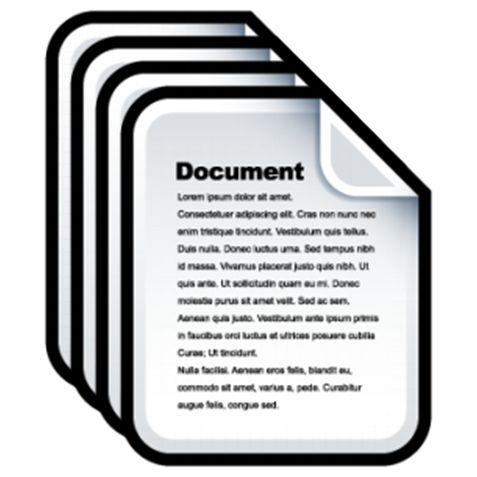 Document
Lorem ipsum dolor sit amet.
Consectetuer adipiscing elit. Cras non nunc nec
enim tristique tincidunt. Vestibulum quis tellus.
Duis nulla. Donec luctus urna. Sed tempus nibh
id massa. Vivamus placerat justo quis nibh. Ut
quis ante. Ut sollicitudin quam eu mi. Donec
molestie purus sit amet velit. Sed ac sem.
Aenean quis justo. Vestibulum ante ipsum primis
in faucibus orci luctus et ultrices posuere cubilia
Curae; Ut tincidunt.
Nulla facilisi. Aenean eros felis, blandit eu,
commodo sit amet, varius a, pede. Curabitur
augue felis, congue sed.